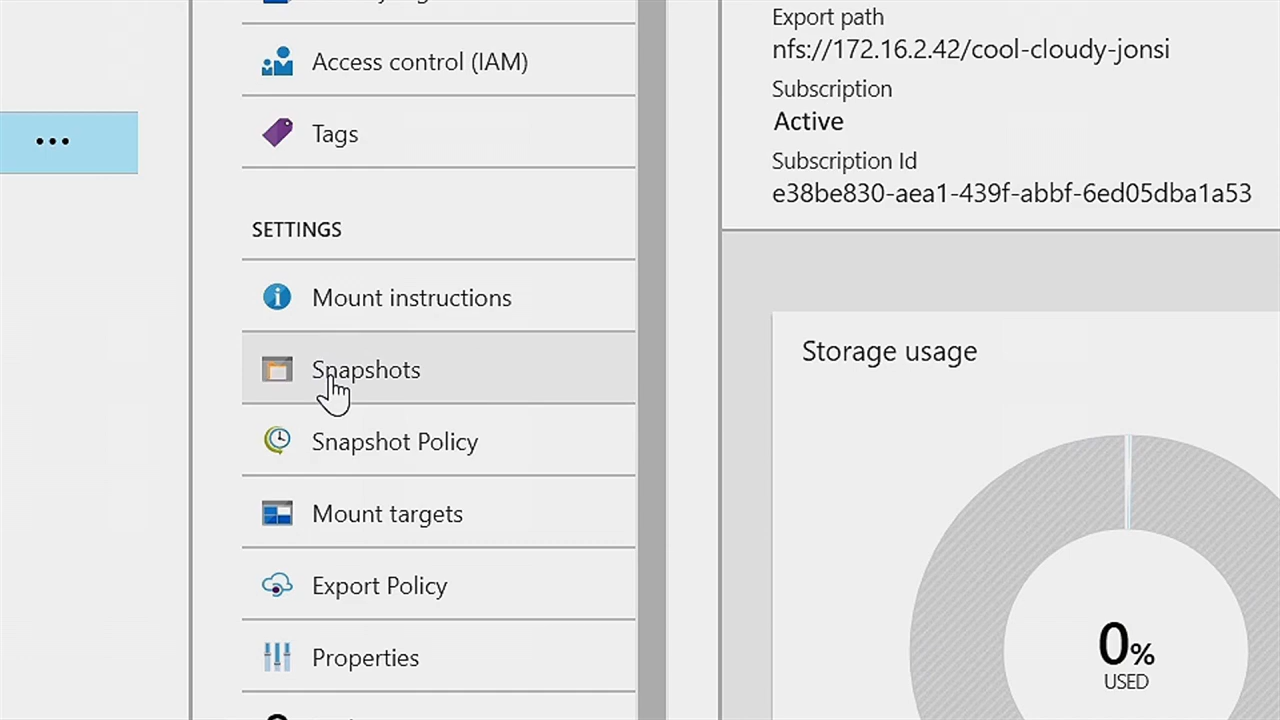 Access control (IAM)
Tags
SETTINGS
Mount instructions
Snapshots
Snapshot Policy
Mount targets
Export Policy
Properties
Export path
nfs://172.16.2.42/cool-cloudy-jonsi
Subscription
Active
Subscription Id
e38be830-aea1-439f-abbf-6ed05dba1a53
Storage usage
0%
USED